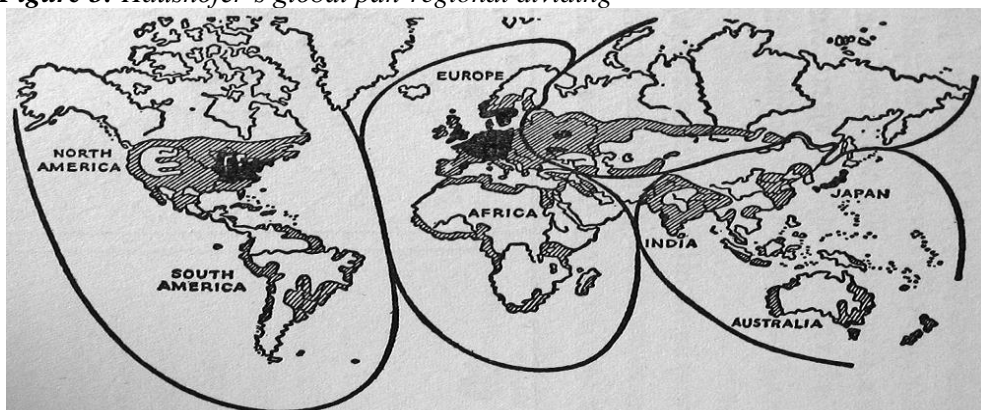 Figure 3: Haushofer's global pan-regional dividing
EUROPE
NORTH
AMERICA
AFRICA
JAPAN
INDIA
SOUTH
AMERICA
AUSTRALIA